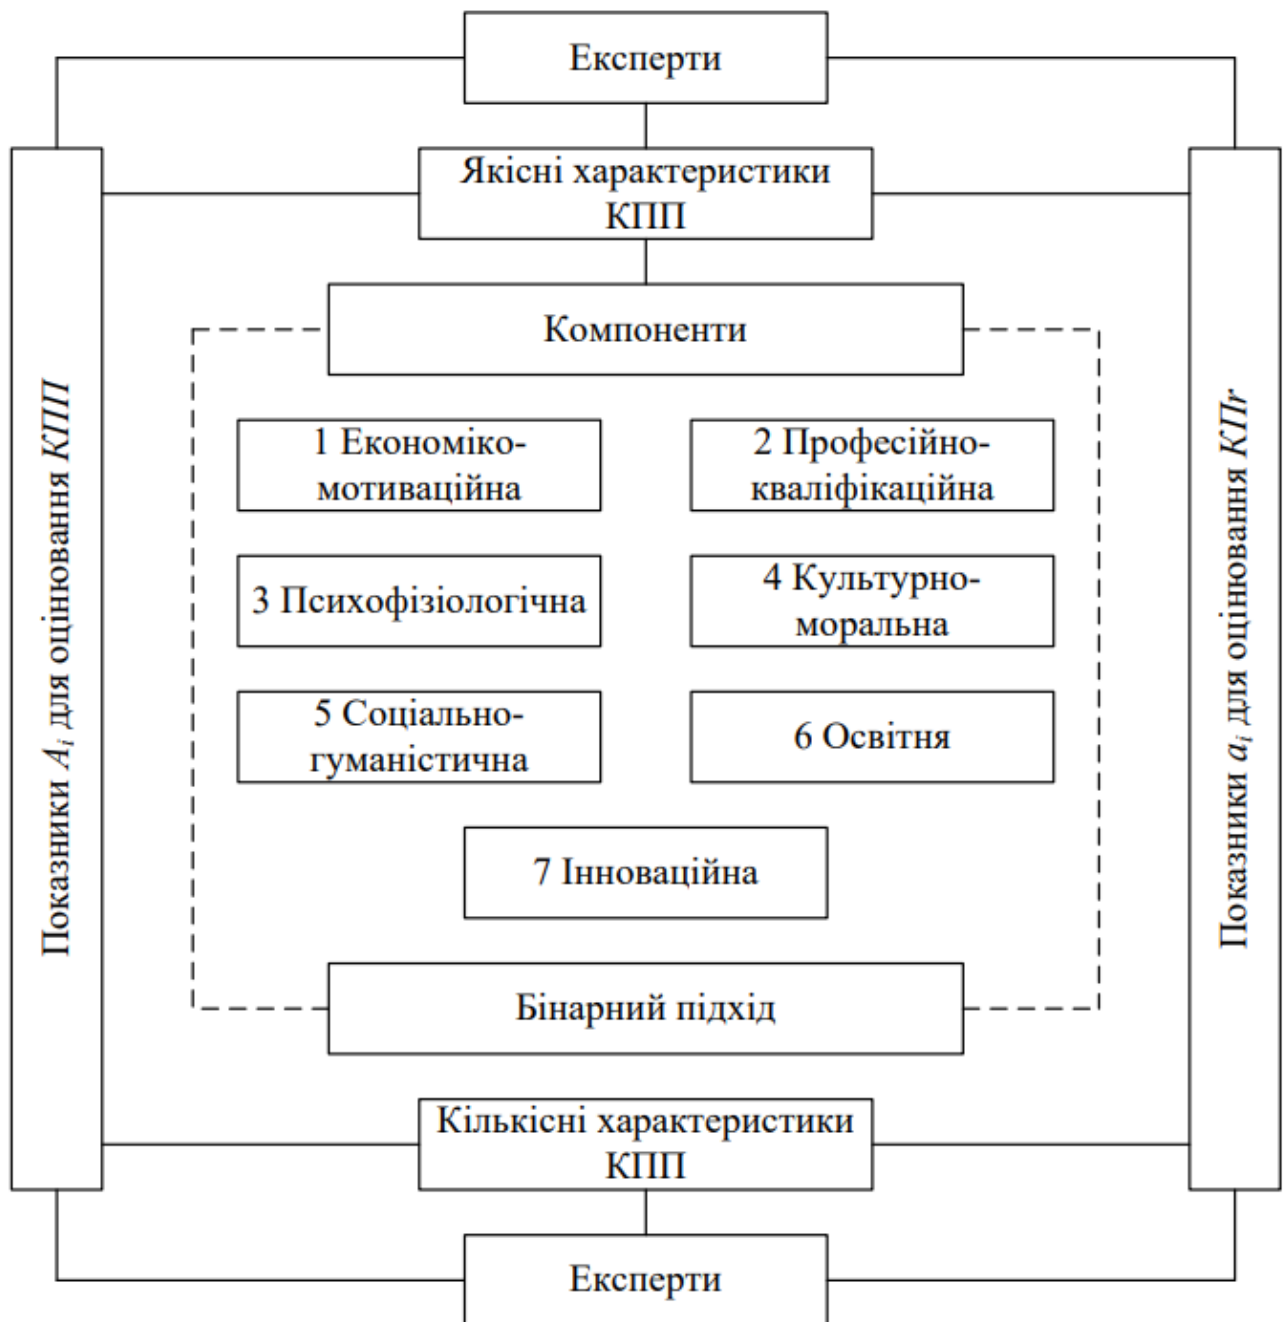 Експерти
Якісні характеристики
КПП
Компоненти
1 Економіко-
мотиваційна
2 Професійно-
кваліфікаційна
3 Психофізіологічна
4 Культурно-
моральна
5 Соціально-
гуманістична
6 Освітня
7 Інноваційна
Бінарний підхід
Кількісні характеристики
КПП
Експерти
Показники Ai для оцінювання КПП
Показники ai для оцінювання КПr